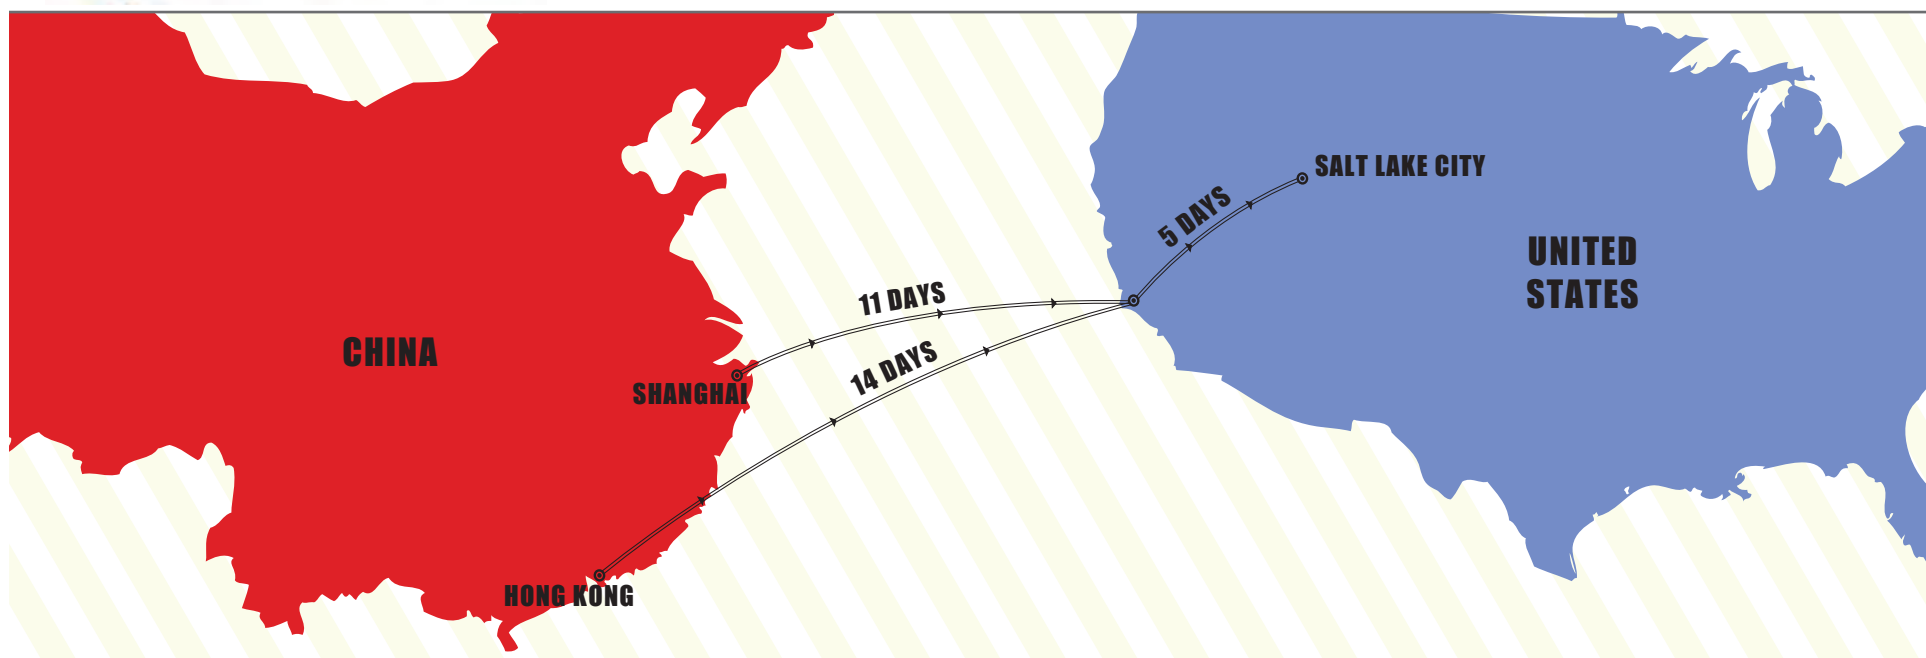 SALT LAKE CITY
5 DAYS
UNITED
STATES
11 DAYS
CHINA
14 DAYS
SHANGHAI
HONG KONG